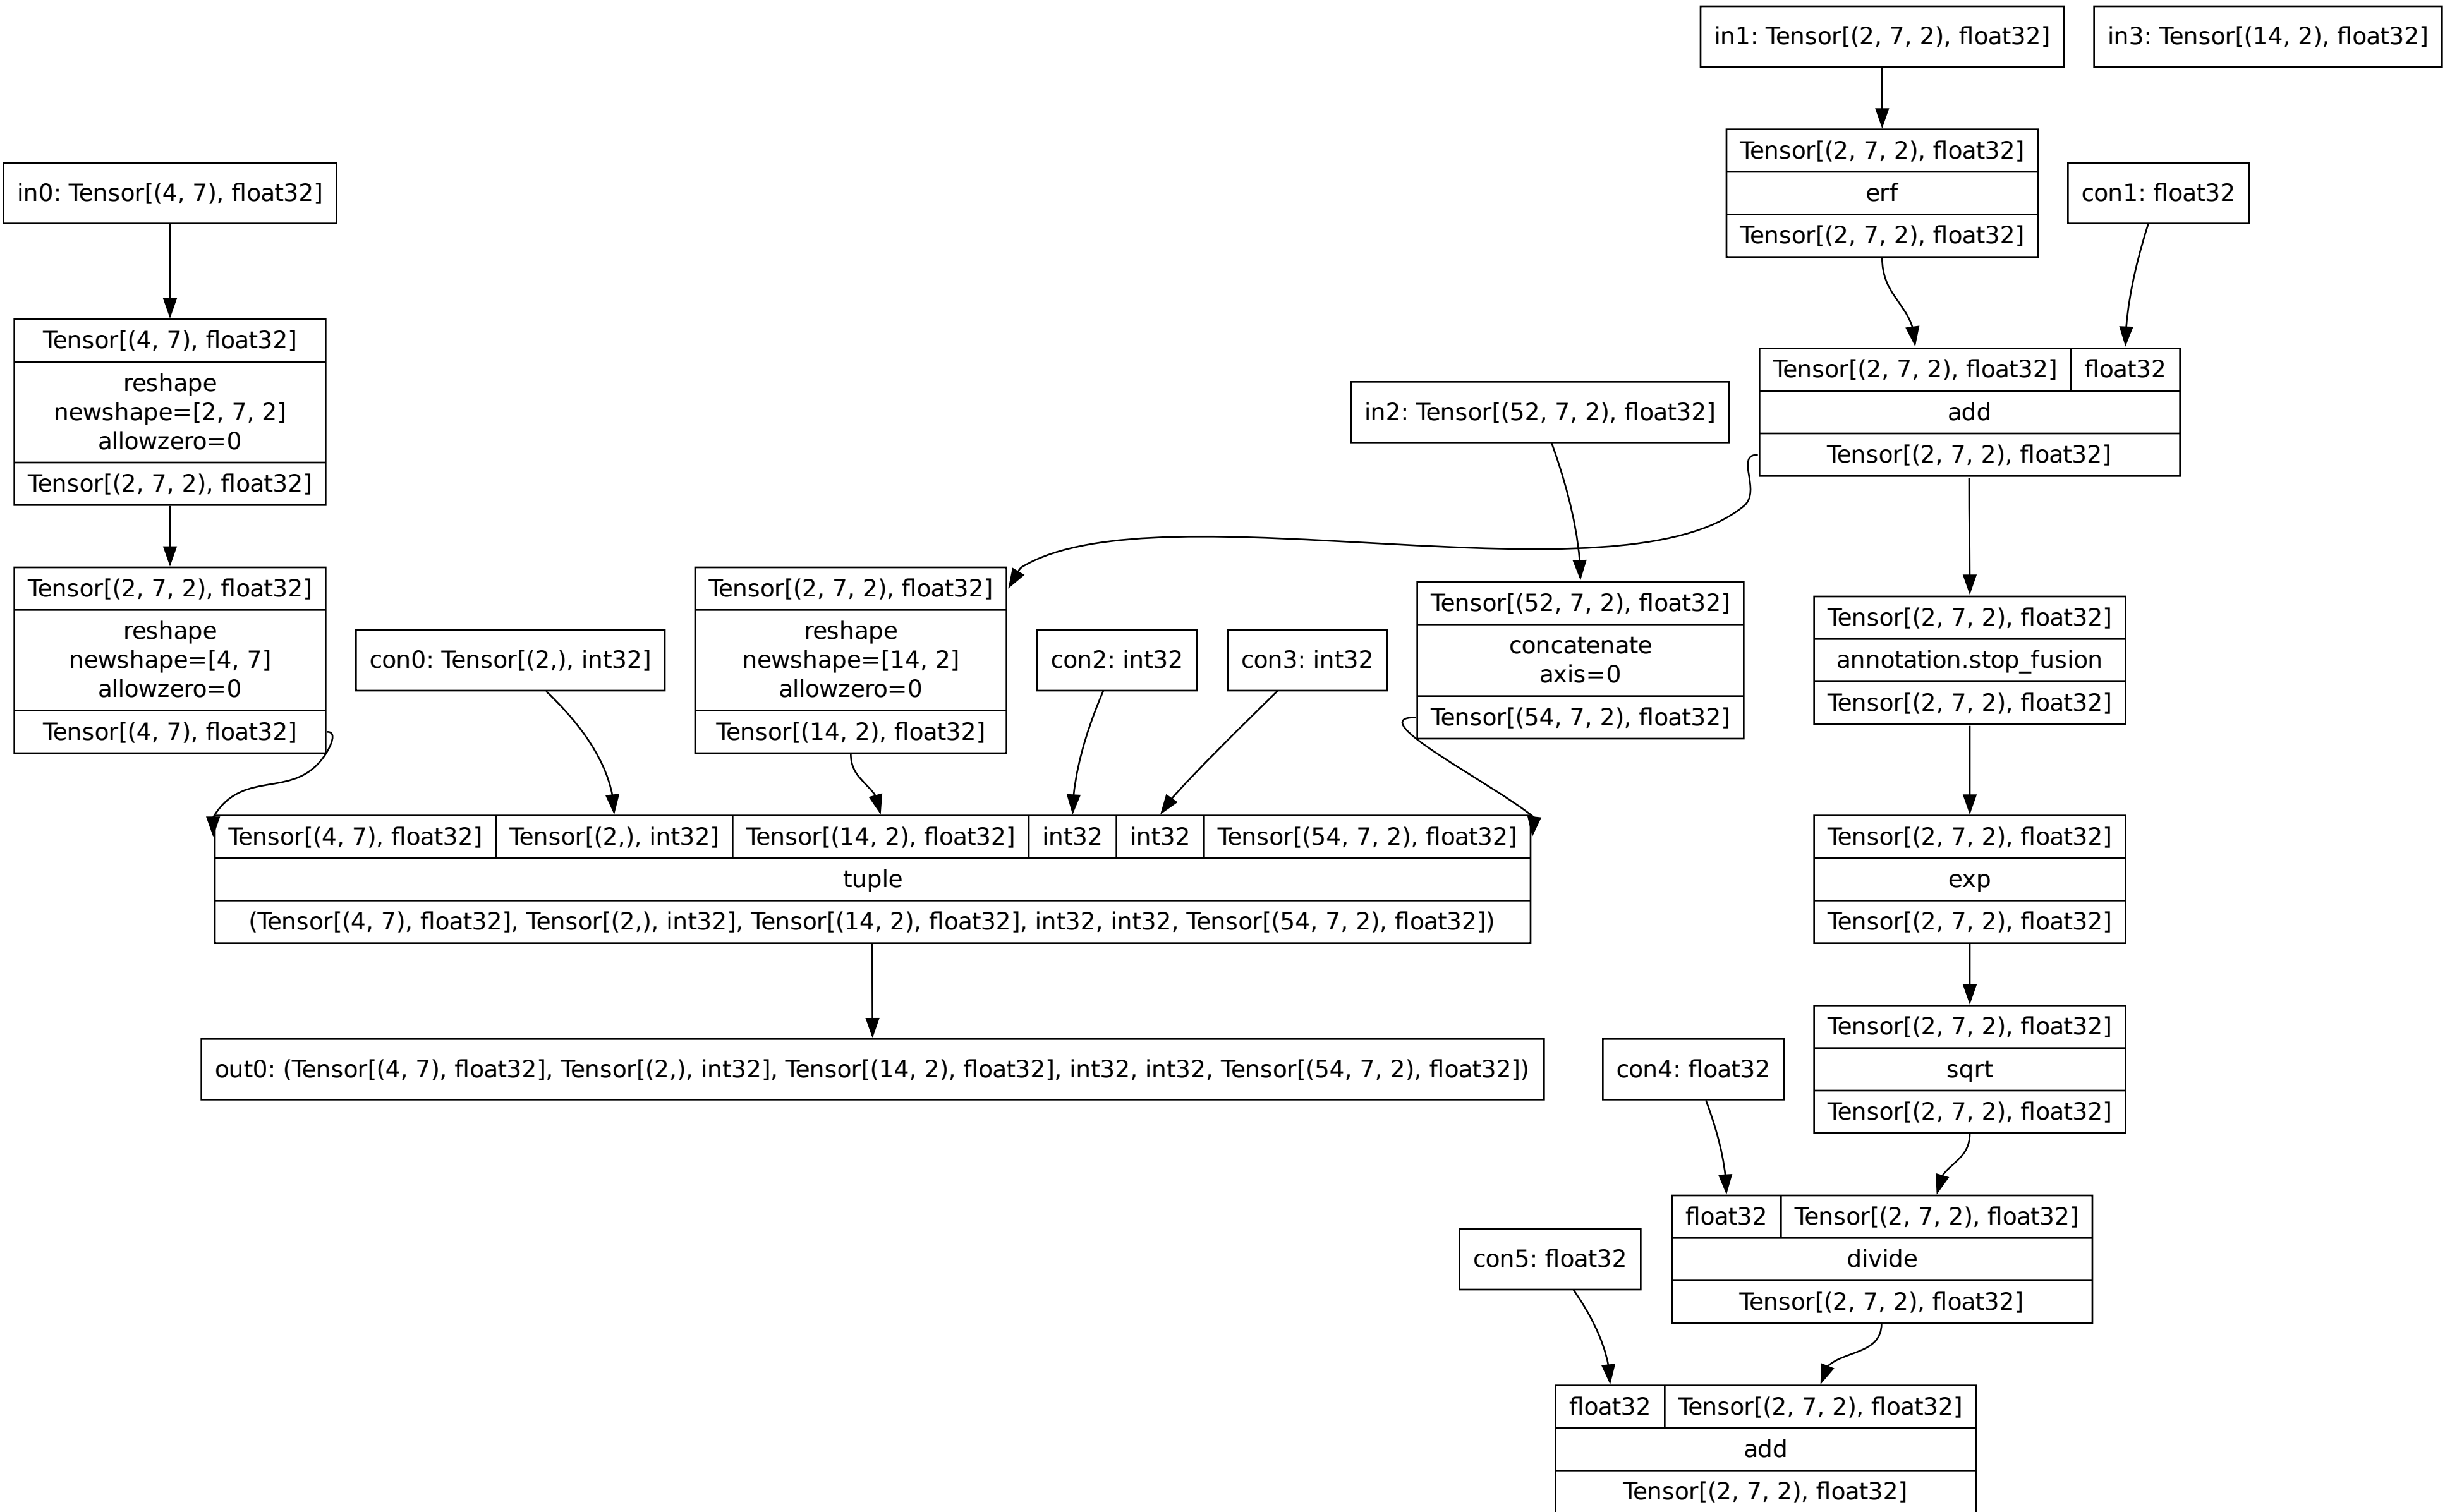 in1: Tensor[(2, 7, 2), float32]
in3: Tensor[(14, 2), float32]
Tensor[(2, 7, 2), float32]
erf
Tensor[(2, 7, 2), float32]
in0: Tensor[(4, 7), float32]
con1: float32
Tensor[(4, 7), float32]
reshape
newshape=[2, 7, 2]
allowzero=0
Tensor[(2, 7, 2), float32]
in2: Tensor[(52, 7, 2), float32]
Tensor[(2, 7, 2), float32]
float32
add
Tensor[(2, 7, 2), float32]
Tensor[(2, 7, 2), float32]
reshape
newshape=[4, 7]
allowzero=0
Tensor[(4, 7), float32]
con0: Tensor[(2,), int32]
Tensor[(2, 7, 2), float32]
reshape
newshape=[14, 2]
allowzero=0
Tensor[(14, 2), float32]
con2: int32
con3: int32
Tensor[(52, 7, 2), float32]
concatenate
axis=0
Tensor[(54, 7, 2), float32]
Tensor[(2, 7, 2), float32]
annotation.stop_fusion
Tensor[(2, 7, 2), float32]
Tensor[(4, 7), float32]
Tensor[(2,), int32]
Tensor[(14, 2), float32]
int32
int32
Tensor[(54, 7, 2), float32]
tuple
(Tensor[(4, 7), float32], Tensor[(2,), int32], Tensor[(14, 2), float32], int32, int32, Tensor[(54, 7, 2), float32])
Tensor[(2, 7, 2), float32]
exp
Tensor[(2, 7, 2), float32]
out0: (Tensor[(4, 7), float32], Tensor[(2,), int32], Tensor[(14, 2), float32], int32, int32, Tensor[(54, 7, 2), float32])
con4: float32
Tensor[(2, 7, 2), float32]
sqrt
Tensor[(2, 7, 2), float32]
con5: float32
float32
Tensor[(2, 7, 2), float32]
divide
Tensor[(2, 7, 2), float32]
float32
Tensor[(2, 7, 2), float32]
add
Tensor[(2, 7, 2), float32]